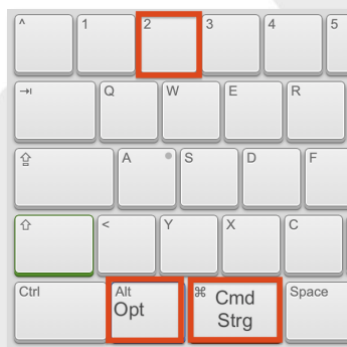 ^ 1 2 3 4 5
Q W E R
A S D F
< Y X C
Ctrl Alt Opt ⌘ Cmd Strg Space